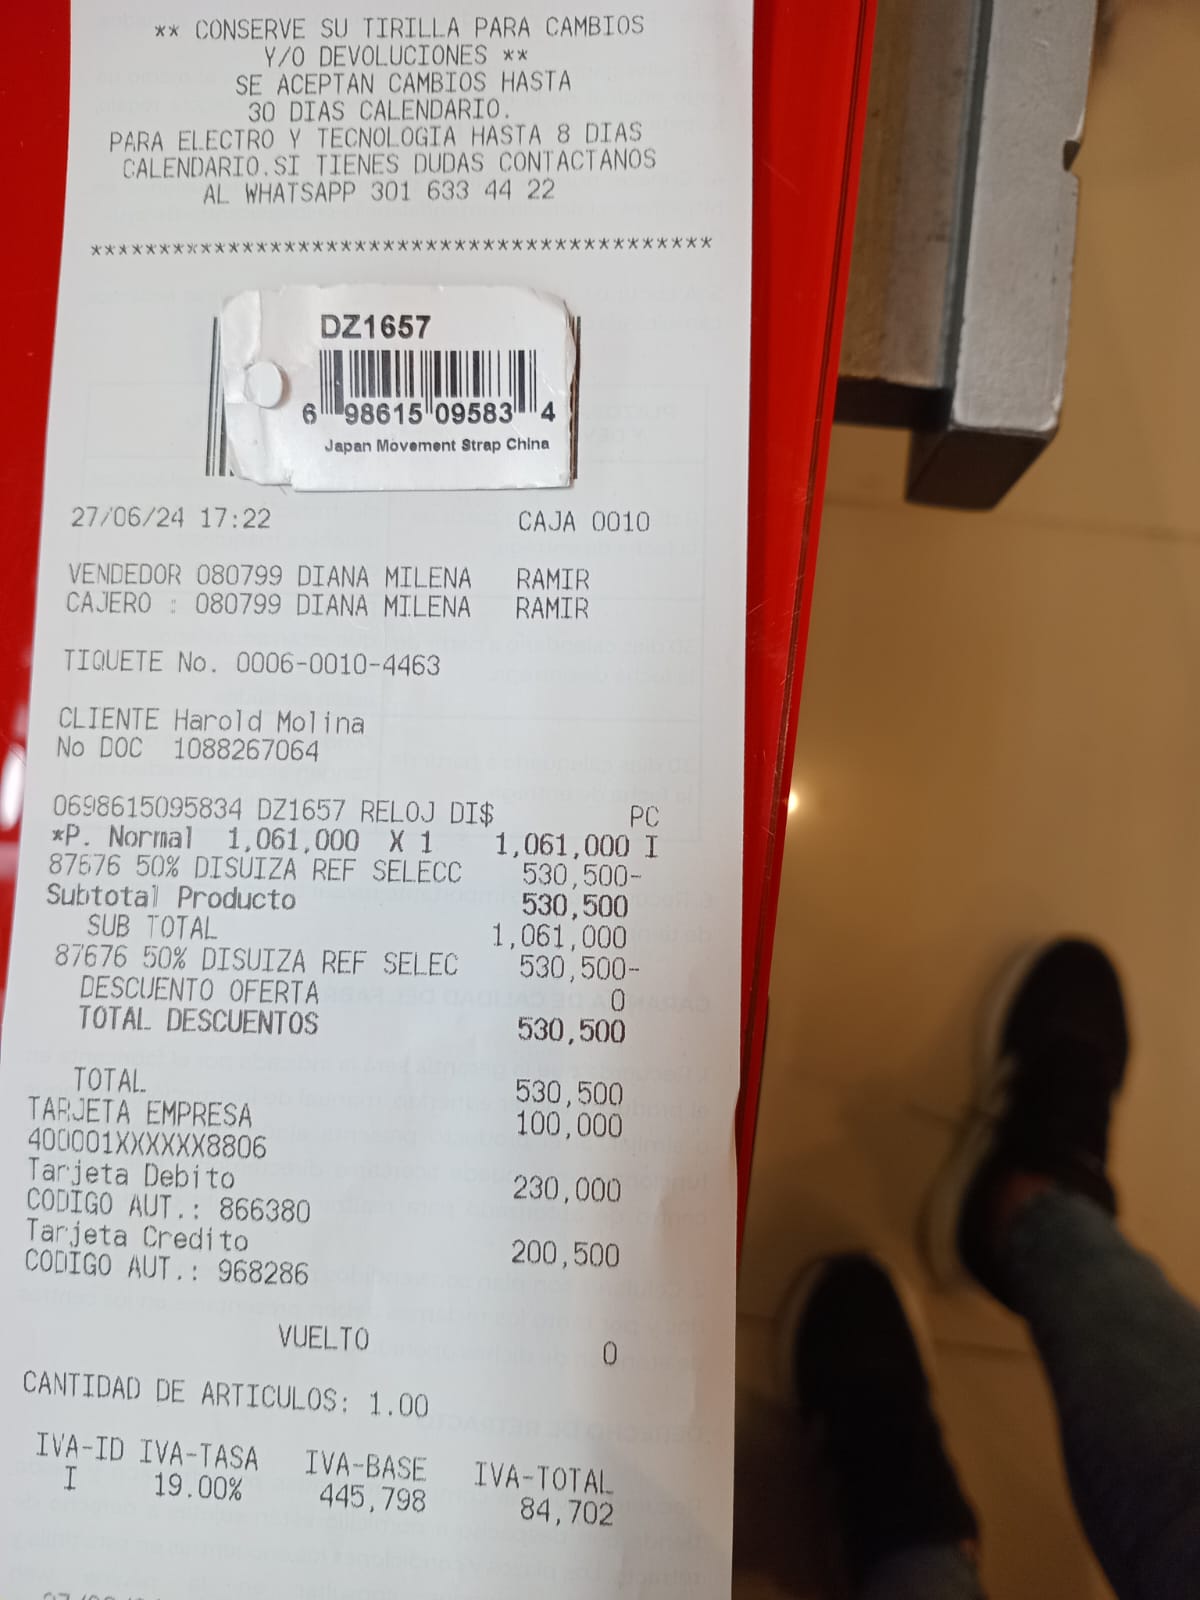 ** CONSERVE SU TIRILLA PARA CAMBIOS
Y/O DEVOLUCIONES **
SE ACEPTAN CAMBIOS HASTA
30 DIAS CALENDARIO.
PARA ELECTRO Y TECNOLOGIA HASTA 8 DIAS
CALENDARIO.SI TIENES DUDAS CONTACTANOS
AL WHATSAPP 301 633 44 22
*******************************************
DZ1657
6 98615 09583 4
Japan Movement Strap China
27/06/24 17:22 CAJA 0010
VENDEDOR 080799 DIANA MILENA RAMIR
CAJERO : 080799 DIANA MILENA RAMIR
TIQUETE No. 0006-0010-4463
CLIENTE Harold Molina
No DOC 1088267064
0698615095834 DZ1657 RELOJ DI$ PC
*P. Normal 1,061,000 X 1 1,061,000 I
87676 50% DISUIZA REF SELECC 530,500-
Subtotal Producto 530,500
SUB TOTAL 1,061,000
87676 50% DISUIZA REF SELEC 530,500-
DESCUENTO OFERTA 0
TOTAL DESCUENTOS 530,500
TOTAL 530,500
TARJETA EMPRESA 100,000
400001XXXXXX8806
Tarjeta Debito 230,000
CODIGO AUT.: 866380
Tarjeta Credito 200,500
CODIGO AUT.: 968286
VUELTO 0
CANTIDAD DE ARTICULOS: 1.00
IVA-ID IVA-TASA IVA-BASE IVA-TOTAL
I 19.00% 445,798 84,702